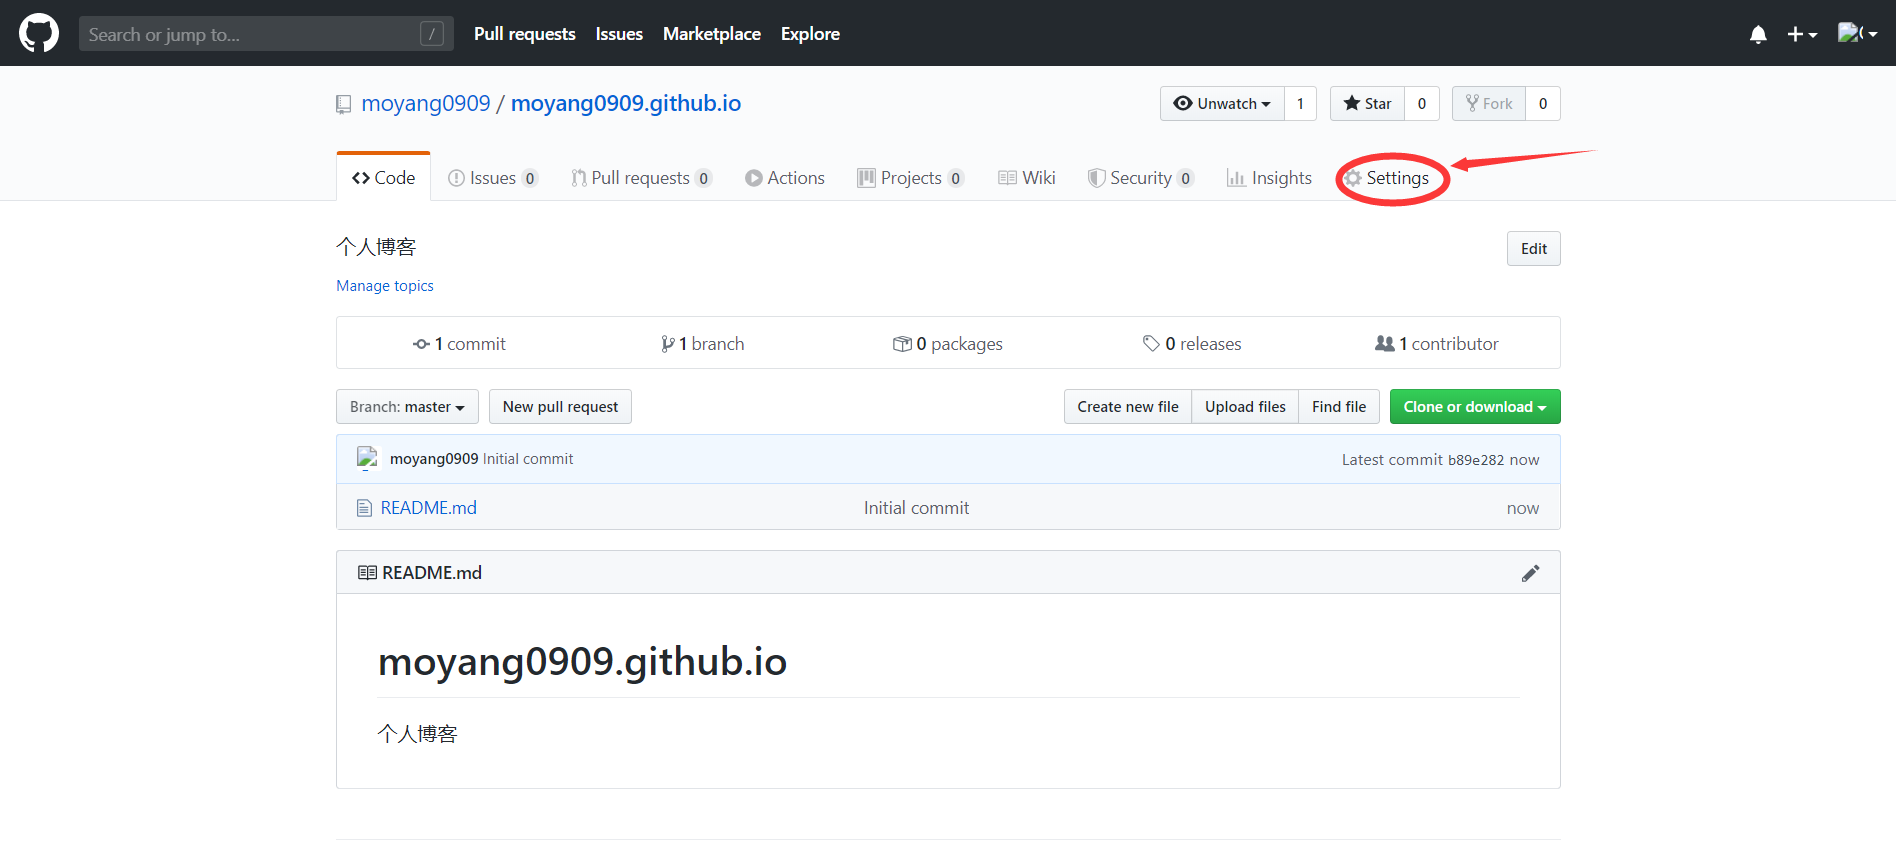 Search or jump to... / Pull requests Issues Marketplace Explore
moyang0909 / moyang0909.github.io Unwatch 1 Star 0 Fork 0
Code Issues 0 Pull requests 0 Actions Projects 0 Wiki Security 0 Insights Settings
个人博客 Edit
Manage topics
1 commit 1 branch 0 packages 0 releases 1 contributor
Branch: master New pull request Create new file Upload files Find file Clone or download
moyang0909 Initial commit Latest commit b89e282 now
README.md Initial commit now
README.md
moyang0909.github.io
个人博客